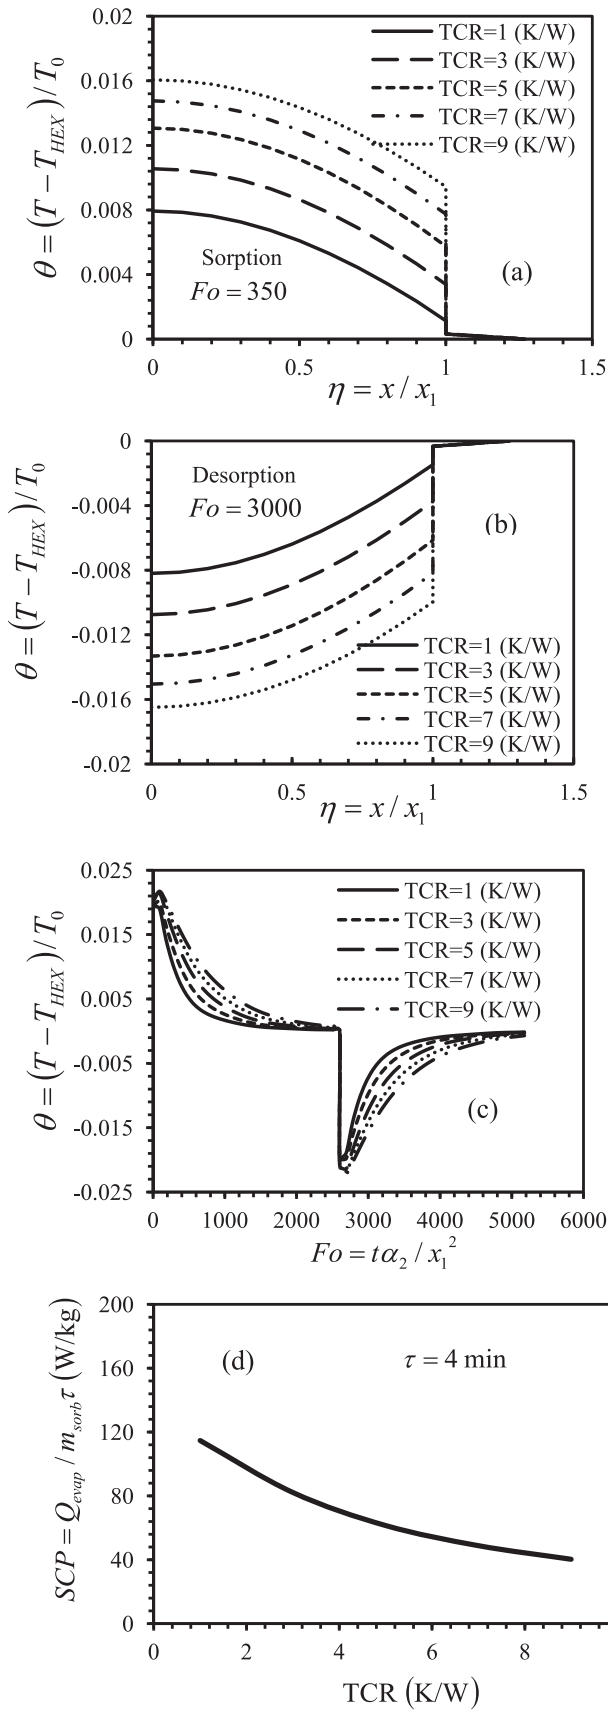 0.02
0.016
0.012
0.008
0.004
0
θ = (T − T_HEX) / T_0
TCR=1 (K/W)
TCR=3 (K/W)
TCR=5 (K/W)
TCR=7 (K/W)
TCR=9 (K/W)
Sorption
Fo = 350
(a)
0 0.5 1 1.5
η = x / x_1
0
-0.004
-0.008
-0.012
-0.016
-0.02
θ = (T − T_HEX) / T_0
Desorption
Fo = 3000
(b)
TCR=1 (K/W)
TCR=3 (K/W)
TCR=5 (K/W)
TCR=7 (K/W)
TCR=9 (K/W)
0 0.5 1 1.5
η = x / x_1
0.025
0.015
0.005
-0.005
-0.015
-0.025
θ = (T − T_HEX) / T_0
TCR=1 (K/W)
TCR=3 (K/W)
TCR=5 (K/W)
TCR=7 (K/W)
TCR=9 (K/W)
(c)
0 1000 2000 3000 4000 5000 6000
Fo = tα_2 / x_1^2
200
160
120
80
40
0
SCP = Q_evap / m_sorb τ (W/kg)
(d)
τ = 4 min
0 2 4 6 8
TCR (K/W)